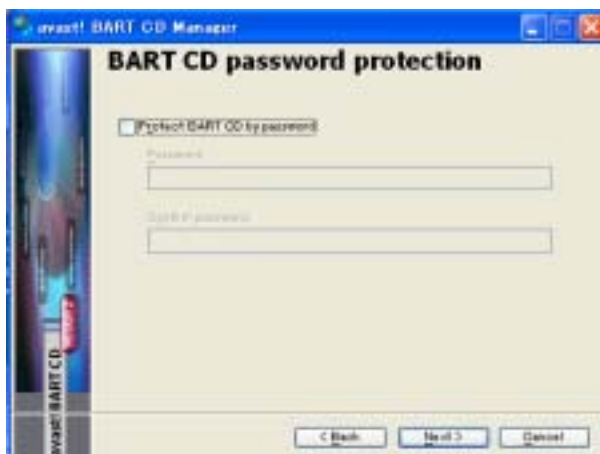 avast! BART CD Manager
BART CD password protection
Protect BART CD by password
Password
Confirm password
avast! BART CD
< Back
Next >
Cancel